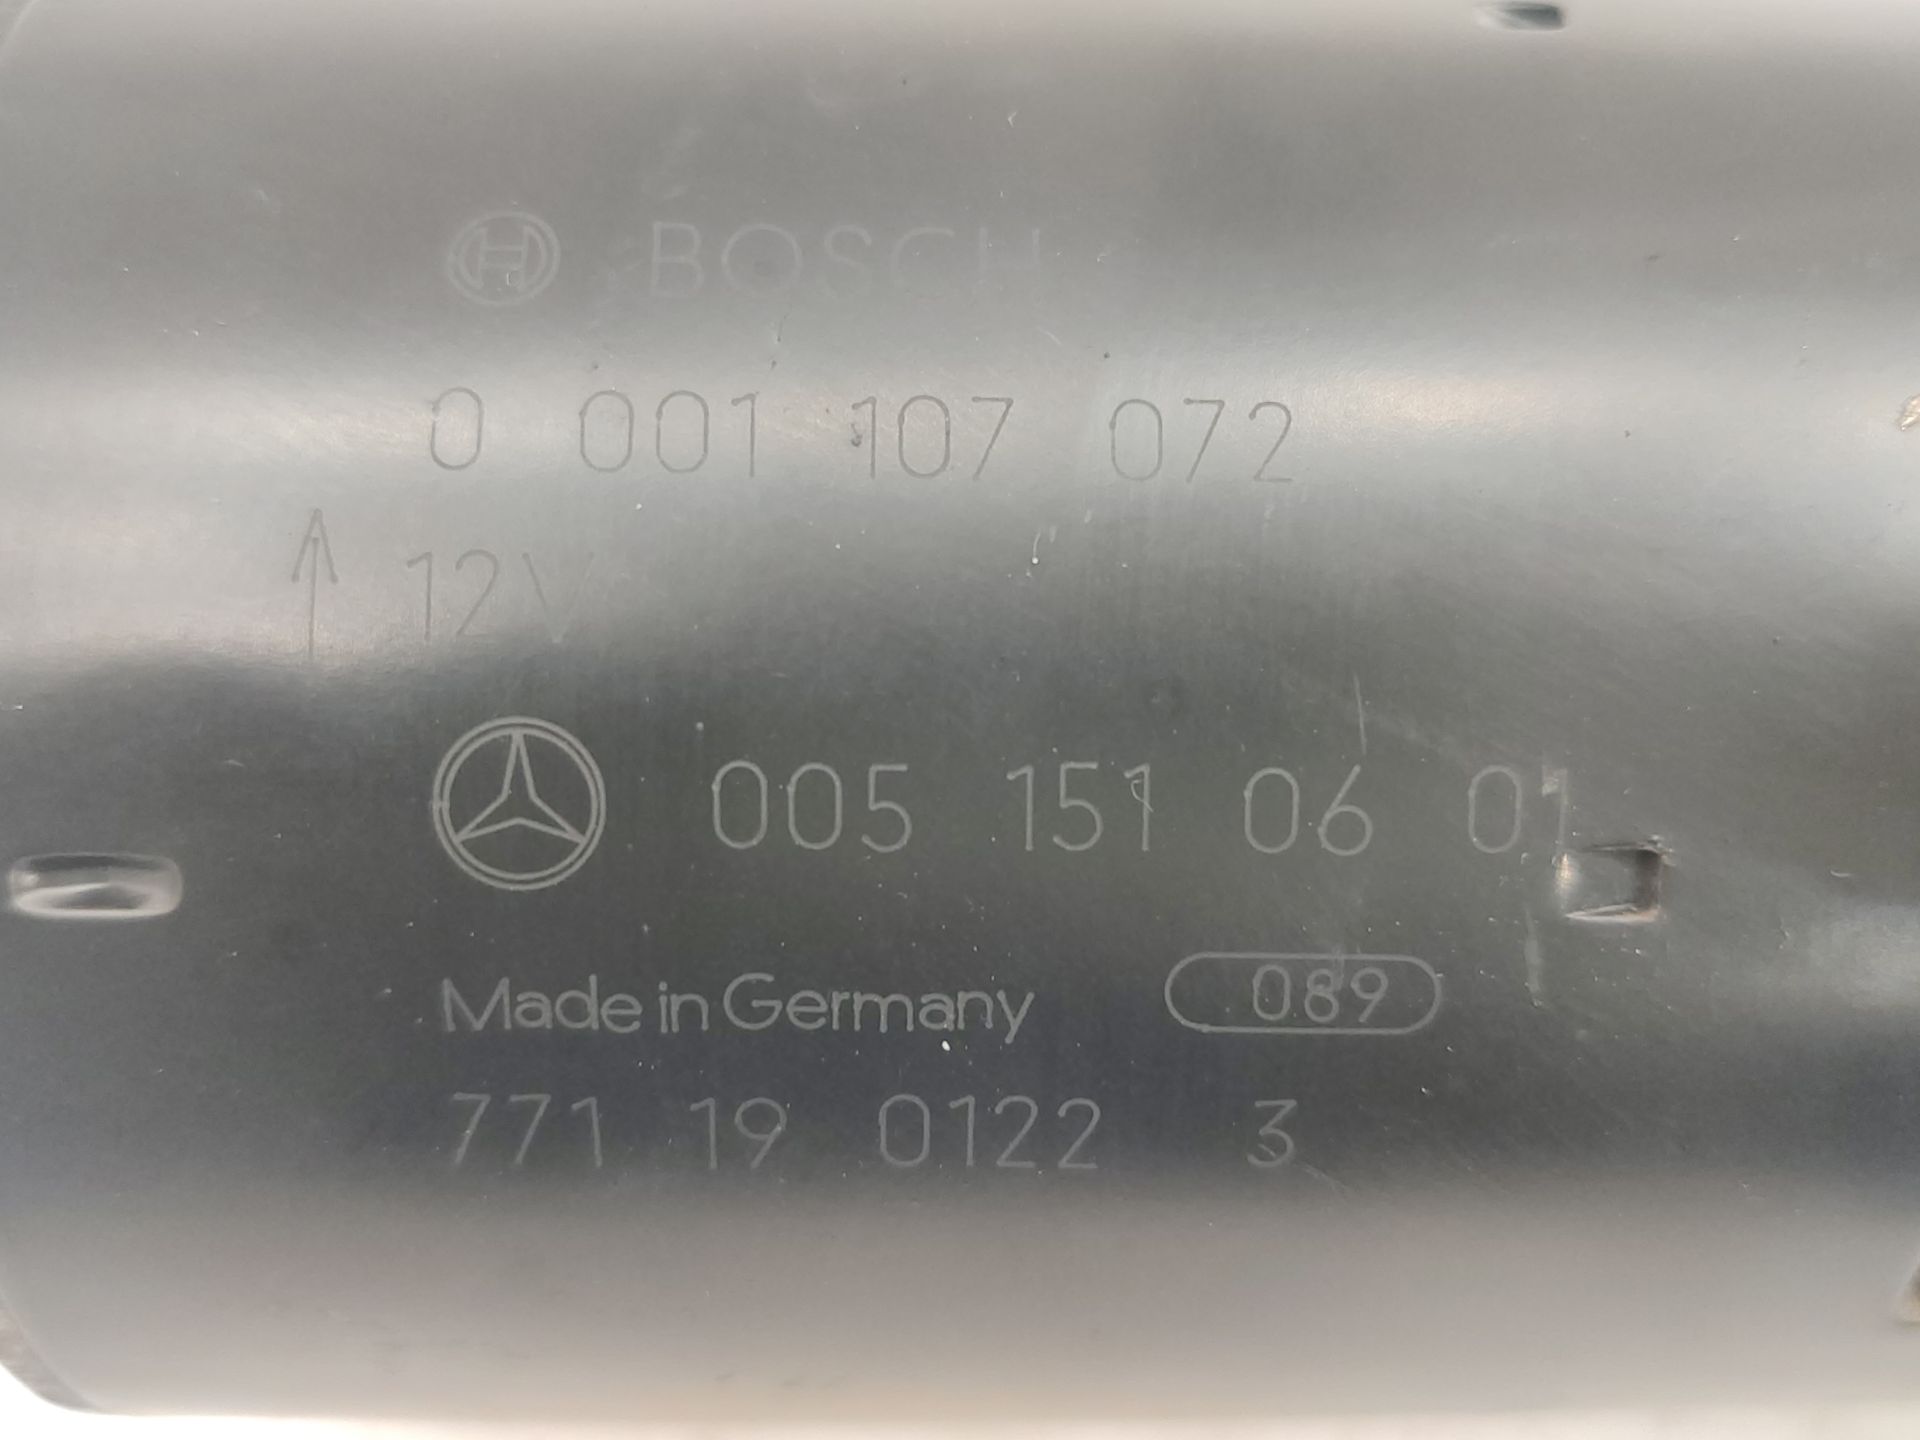 BOSCH
0 001 107 072
12V
005 151 06 01
Made in Germany 089
771 19 0122 3